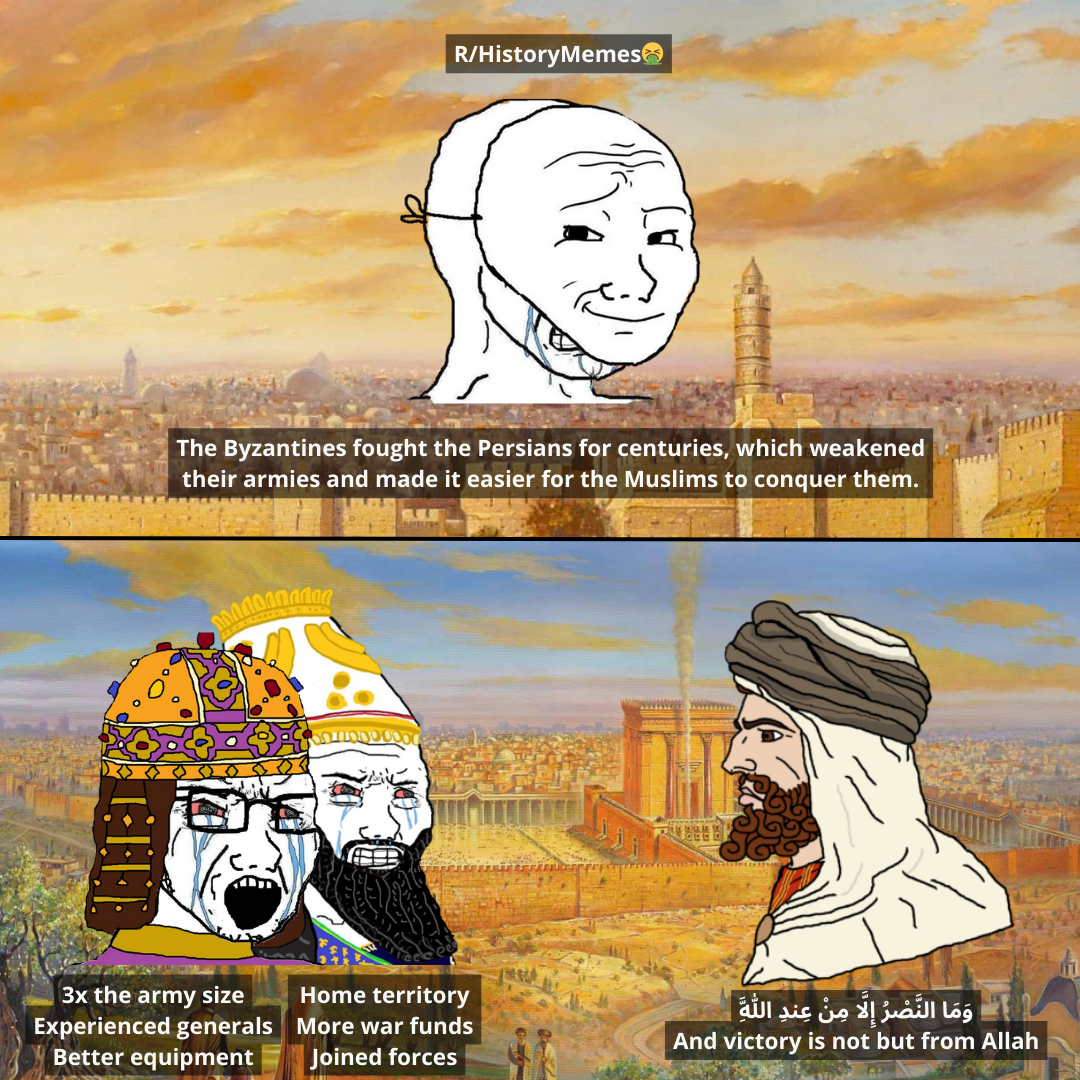 R/HistoryMemes🤮
The Byzantines fought the Persians for centuries, which weakened
their armies and made it easier for the Muslims to conquer them.
3x the army size
Experienced generals
Better equipment
Home territory
More war funds
Joined forces
وَمَا النَّصْرُ إِلَّا مِنْ عِندِ اللَّهِ
And victory is not but from Allah